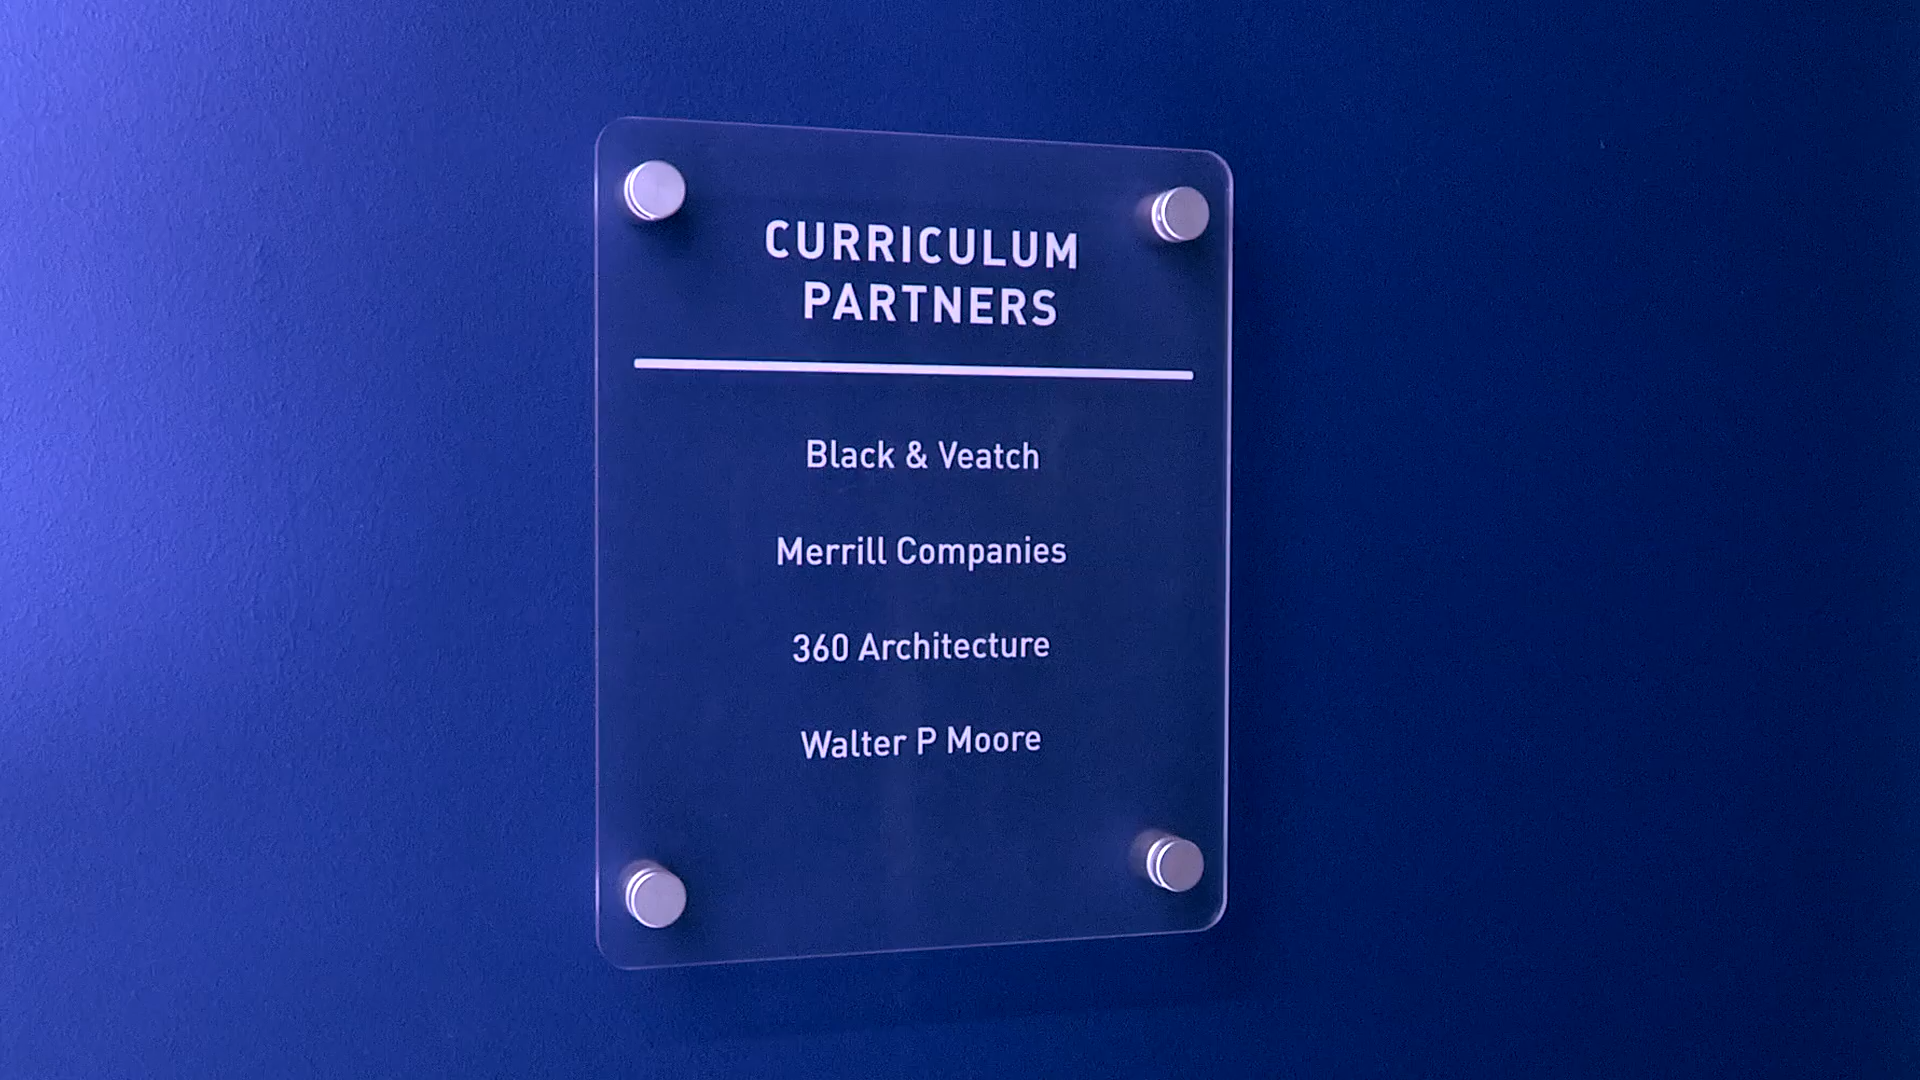 CURRICULUM
PARTNERS
Black & Veatch
Merrill Companies
360 Architecture
Walter P Moore